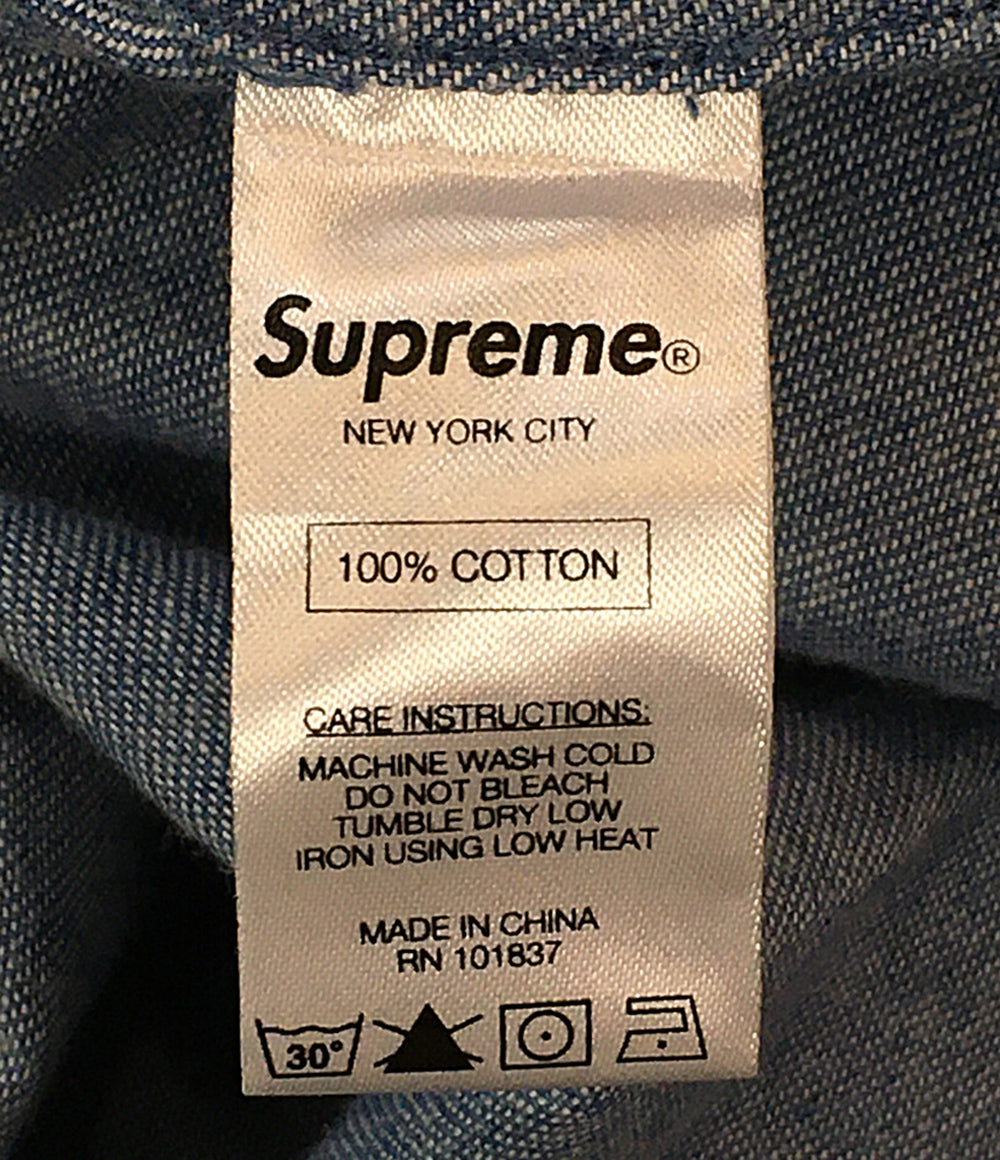 Supreme®
NEW YORK CITY
100% COTTON
CARE INSTRUCTIONS:
MACHINE WASH COLD
DO NOT BLEACH
TUMBLE DRY LOW
IRON USING LOW HEAT
MADE IN CHINA
RN 101837
30°